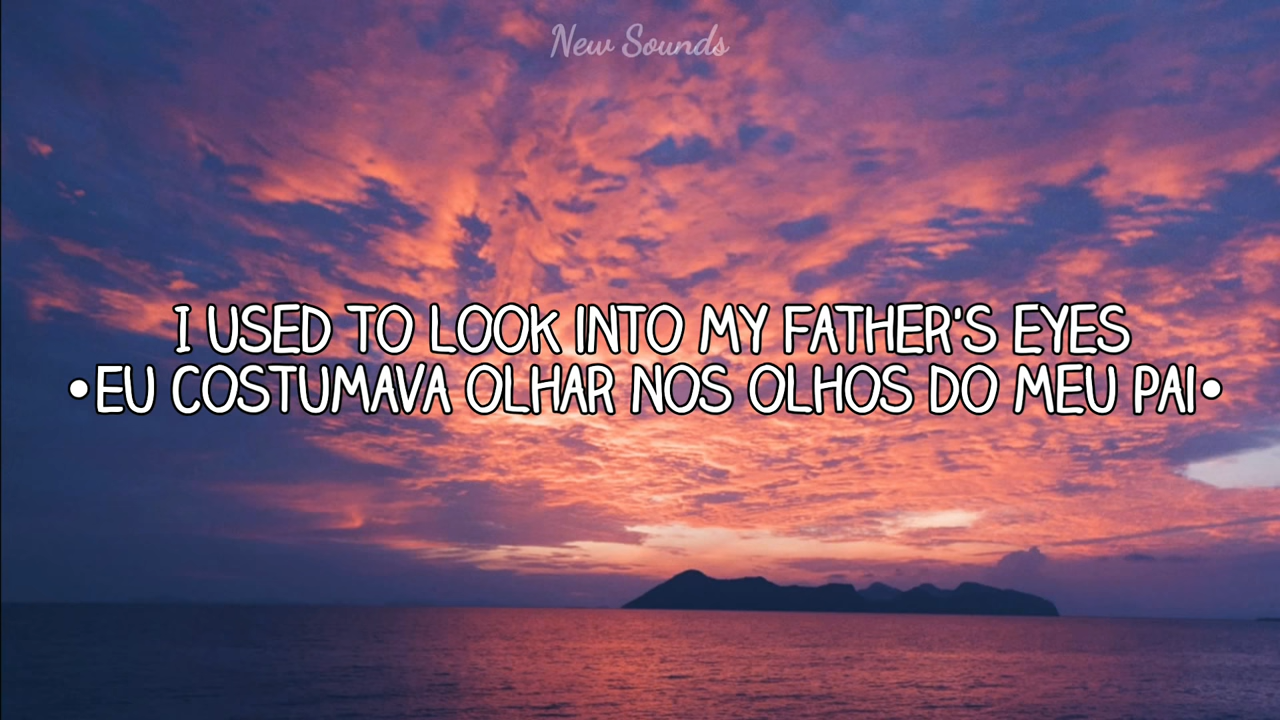 New Sounds
I USED TO LOOK INTO MY FATHER'S EYES
•EU COSTUMAVA OLHAR NOS OLHOS DO MEU PAI•